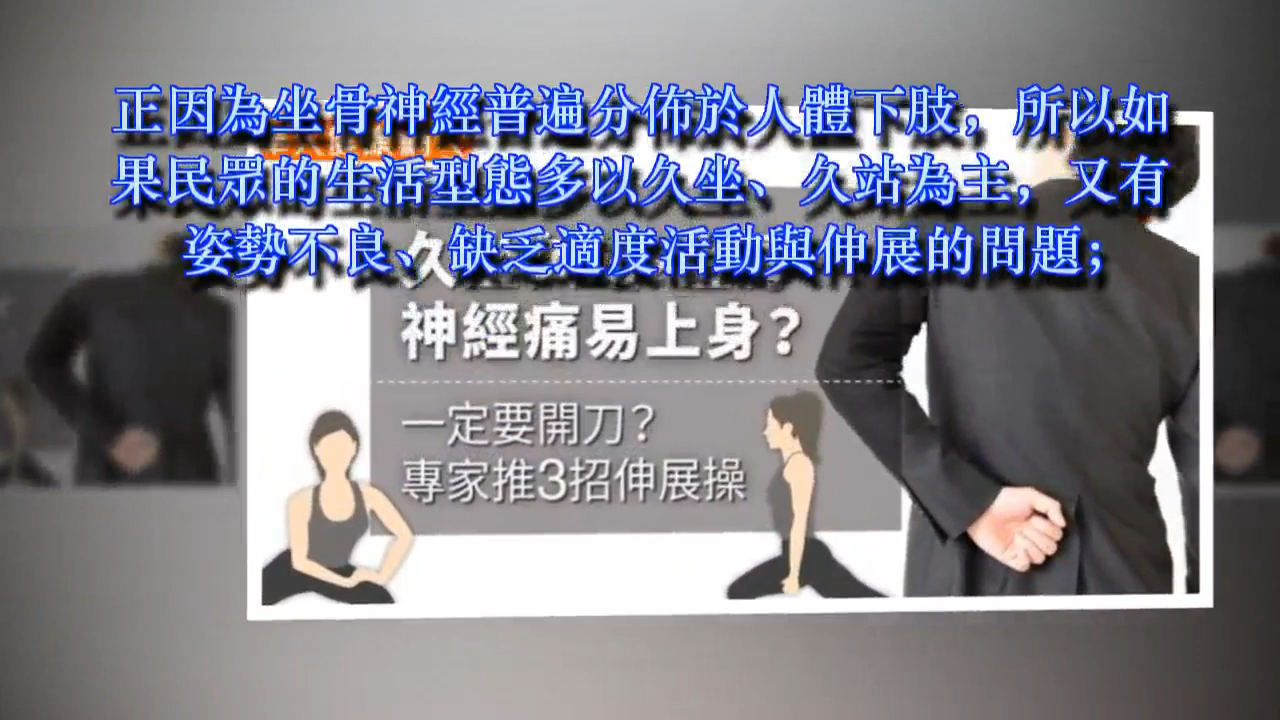 正因為坐骨神經普遍分佈於人體下肢，所以如
果民眾的生活型態多以久坐、久站為主，又有
姿勢不良、缺乏適度活動與伸展的問題；
久
神經痛易上身？
一定要開刀？
專家推3招伸展操